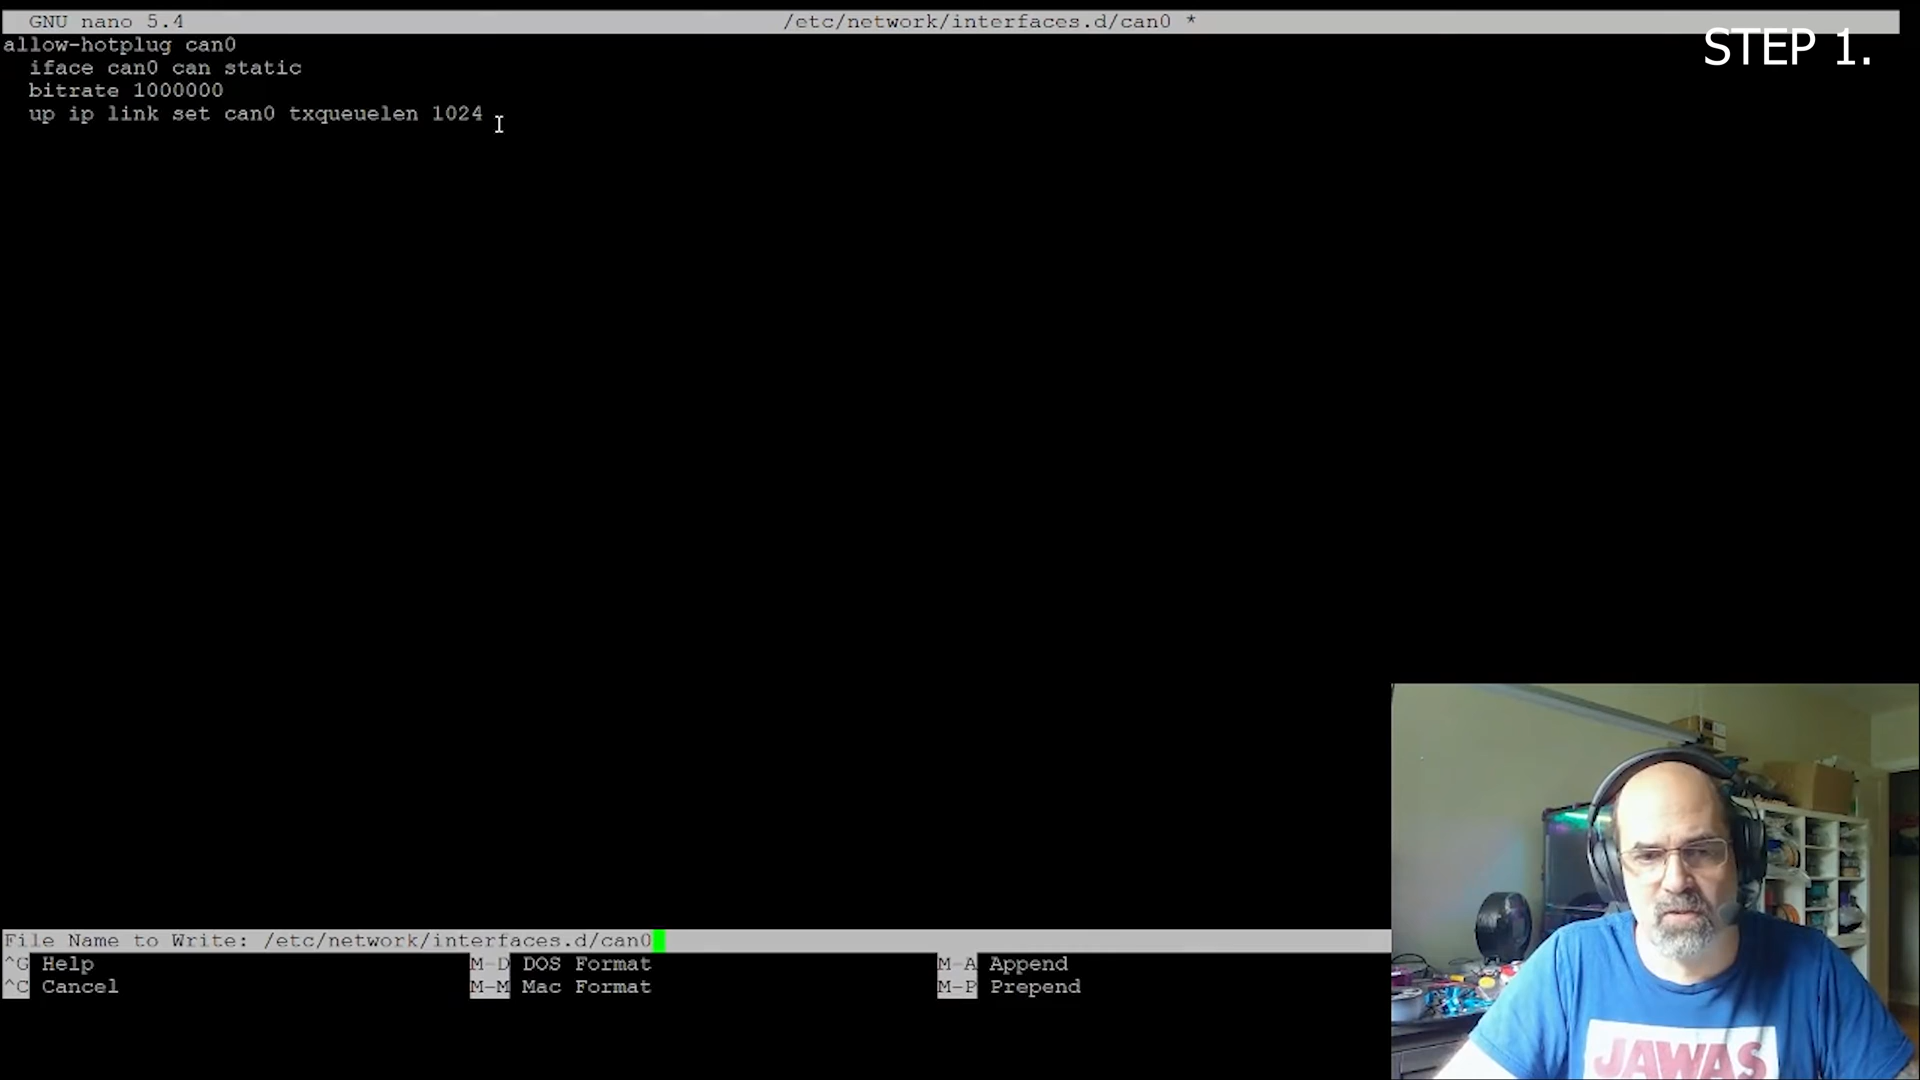 GNU nano 5.4 /etc/network/interfaces.d/can0 *
STEP 1.
allow-hotplug can0
iface can0 can static
bitrate 1000000
up ip link set can0 txqueuelen 1024
File Name to Write: /etc/network/interfaces.d/can0
^G Help M-D DOS Format M-A Append
^C Cancel M-M Mac Format M-P Prepend
JAWAS